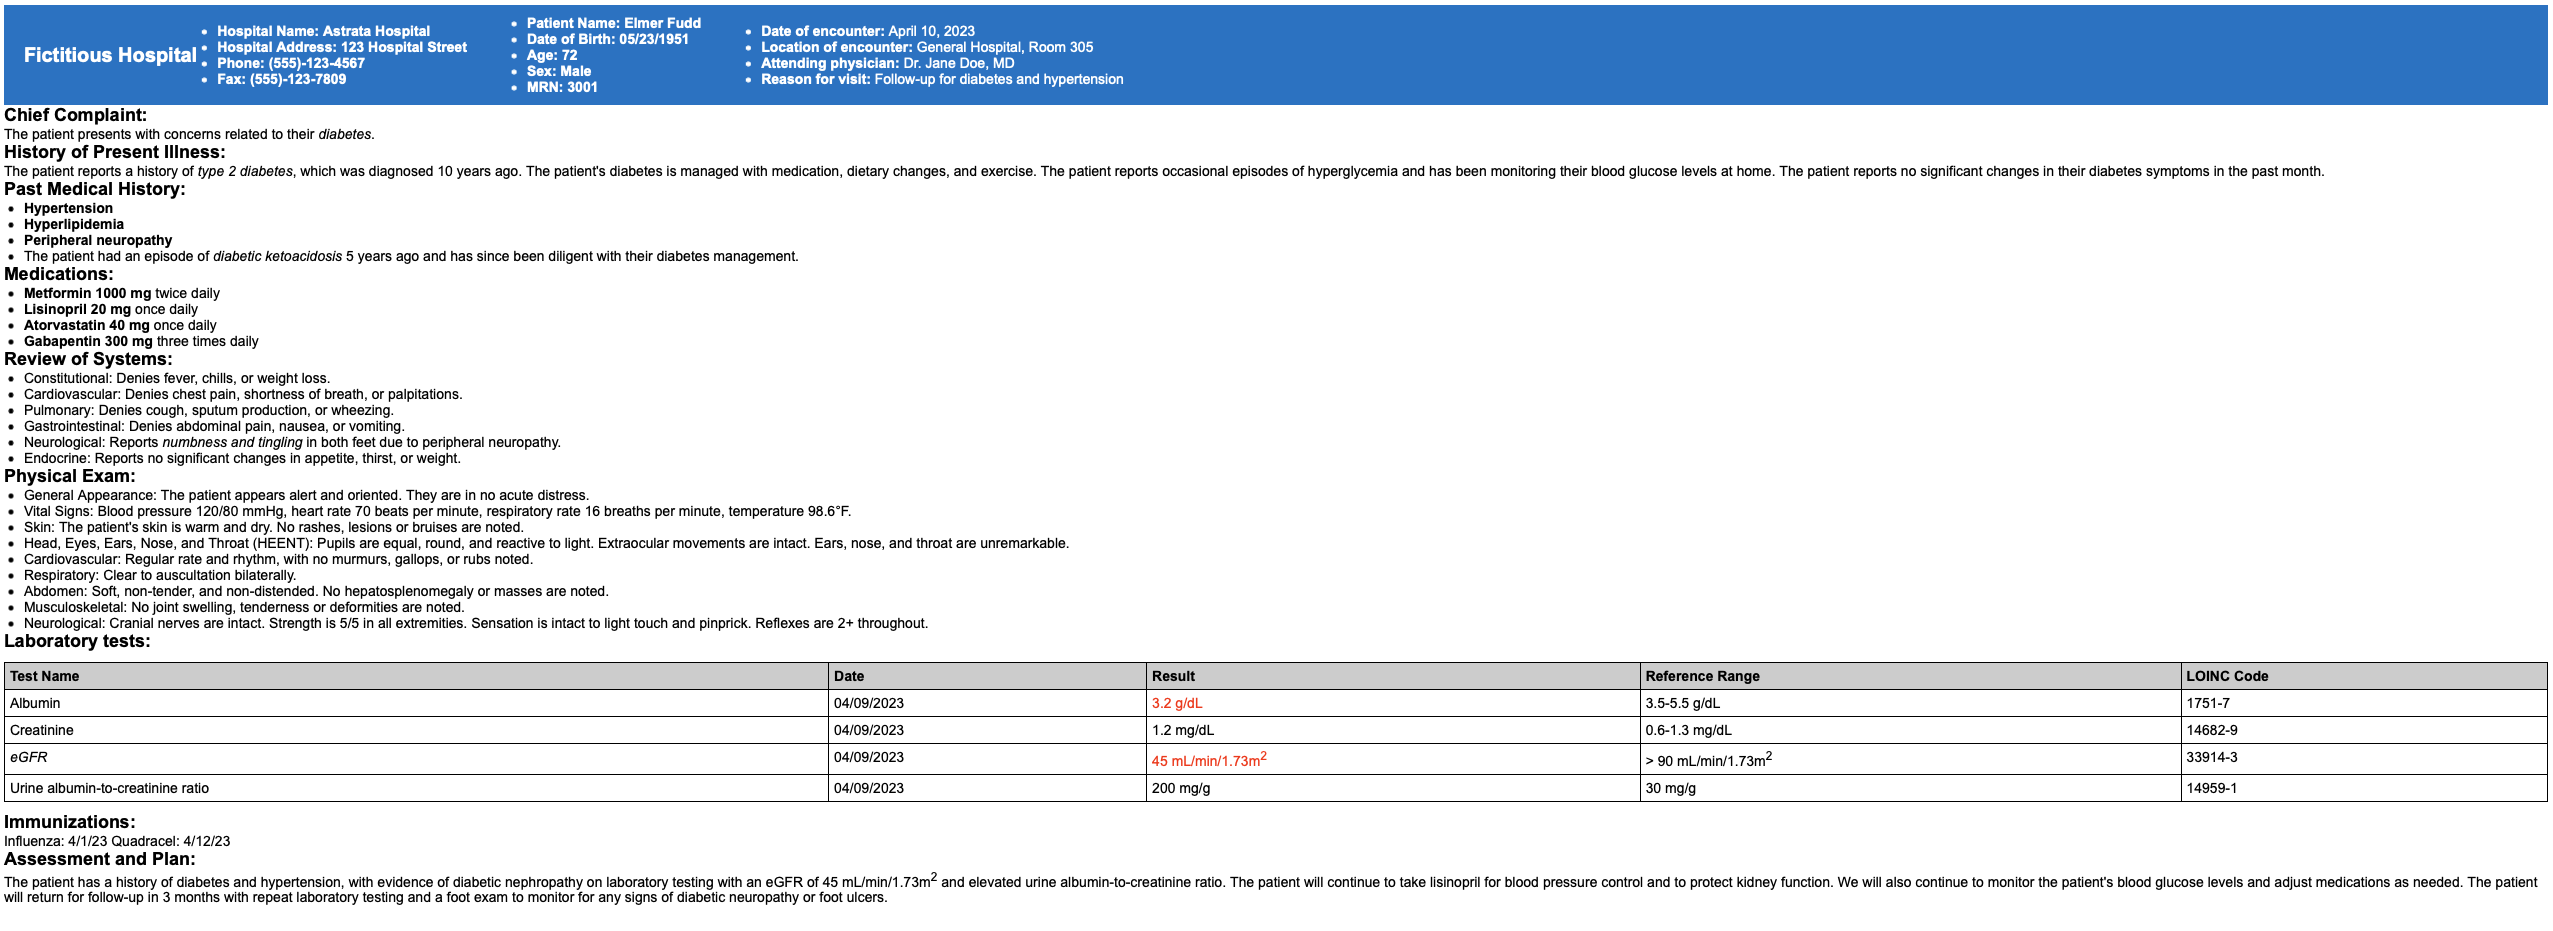 Fictitious Hospital
Hospital Name: Astrata Hospital
Hospital Address: 123 Hospital Street
Phone: (555)-123-4567
Fax: (555)-123-7809
Patient Name: Elmer Fudd
Date of Birth: 05/23/1951
Age: 72
Sex: Male
MRN: 3001
Date of encounter: April 10, 2023
Location of encounter: General Hospital, Room 305
Attending physician: Dr. Jane Doe, MD
Reason for visit: Follow-up for diabetes and hypertension
Chief Complaint:
The patient presents with concerns related to their diabetes.
History of Present Illness:
The patient reports a history of type 2 diabetes, which was diagnosed 10 years ago. The patient's diabetes is managed with medication, dietary changes, and exercise. The patient reports occasional episodes of hyperglycemia and has been monitoring their blood glucose levels at home. The patient reports no significant changes in their diabetes symptoms in the past month.
Past Medical History:
Hypertension
Hyperlipidemia
Peripheral neuropathy
The patient had an episode of diabetic ketoacidosis 5 years ago and has since been diligent with their diabetes management.
Medications:
Metformin 1000 mg twice daily
Lisinopril 20 mg once daily
Atorvastatin 40 mg once daily
Gabapentin 300 mg three times daily
Review of Systems:
Constitutional: Denies fever, chills, or weight loss.
Cardiovascular: Denies chest pain, shortness of breath, or palpitations.
Pulmonary: Denies cough, sputum production, or wheezing.
Gastrointestinal: Denies abdominal pain, nausea, or vomiting.
Neurological: Reports numbness and tingling in both feet due to peripheral neuropathy.
Endocrine: Reports no significant changes in appetite, thirst, or weight.
Physical Exam:
General Appearance: The patient appears alert and oriented. They are in no acute distress.
Vital Signs: Blood pressure 120/80 mmHg, heart rate 70 beats per minute, respiratory rate 16 breaths per minute, temperature 98.6°F.
Skin: The patient's skin is warm and dry. No rashes, lesions or bruises are noted.
Head, Eyes, Ears, Nose, and Throat (HEENT): Pupils are equal, round, and reactive to light. Extraocular movements are intact. Ears, nose, and throat are unremarkable.
Cardiovascular: Regular rate and rhythm, with no murmurs, gallops, or rubs noted.
Respiratory: Clear to auscultation bilaterally.
Abdomen: Soft, non-tender, and non-distended. No hepatosplenomegaly or masses are noted.
Musculoskeletal: No joint swelling, tenderness or deformities are noted.
Neurological: Cranial nerves are intact. Strength is 5/5 in all extremities. Sensation is intact to light touch and pinprick. Reflexes are 2+ throughout.
Laboratory tests:
Test Name Date Result Reference Range LOINC Code
Albumin 04/09/2023 3.2 g/dL 3.5-5.5 g/dL 1751-7
Creatinine 04/09/2023 1.2 mg/dL 0.6-1.3 mg/dL 14682-9
eGFR 04/09/2023 45 mL/min/1.73m² > 90 mL/min/1.73m² 33914-3
Urine albumin-to-creatinine ratio 04/09/2023 200 mg/g 30 mg/g 14959-1
Immunizations:
Influenza: 4/1/23 Quadracel: 4/12/23
Assessment and Plan:
The patient has a history of diabetes and hypertension, with evidence of diabetic nephropathy on laboratory testing with an eGFR of 45 mL/min/1.73m² and elevated urine albumin-to-creatinine ratio. The patient will continue to take lisinopril for blood pressure control and to protect kidney function. We will also continue to monitor the patient's blood glucose levels and adjust medications as needed. The patient
will return for follow-up in 3 months with repeat laboratory testing and a foot exam to monitor for any signs of diabetic neuropathy or foot ulcers.